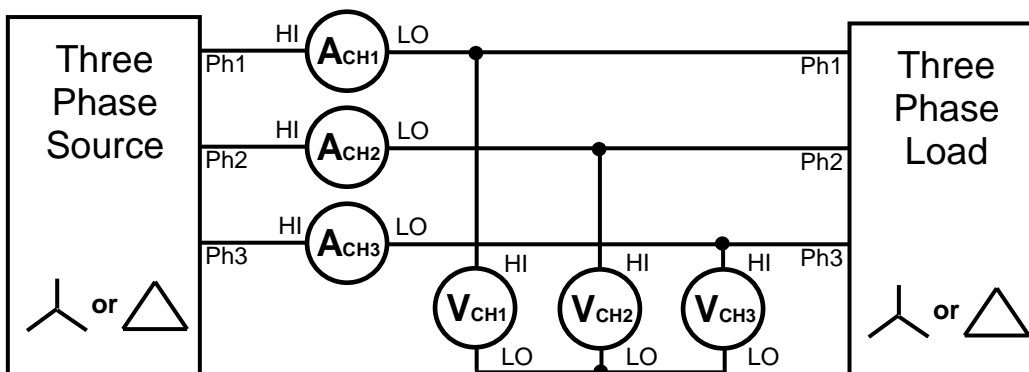 Three
Phase
Source
or
HI
ACH1
LO
Ph1
HI
ACH2
LO
Ph2
HI
ACH3
LO
Ph3
HI
VCH1
LO
HI
VCH2
LO
HI
VCH3
LO
Ph1
Ph2
Ph3
Three
Phase
Load
or